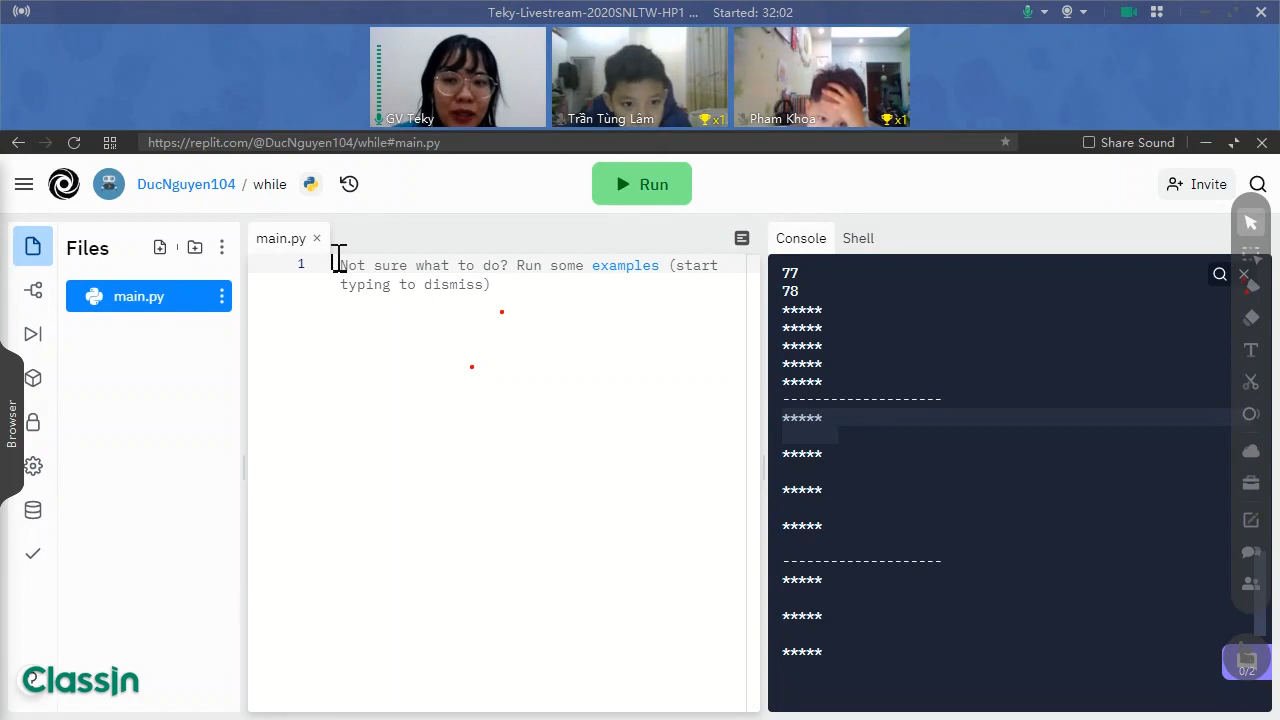 Teky-Livestream-2020SNLTW-HP1 ... Started: 32:02
GV Teky
Trần Tùng Lâm
x1
Pham Khoa
x1
https://replit.com/@DucNguyen104/while#main.py
Share Sound
DucNguyen104 / while
Run
Invite
Files
main.py
main.py
Console
Shell
1
Not sure what to do? Run some examples (start
typing to dismiss)
77
78
*****
*****
*****
*****
*****
--------------------
*****
*****
*****
*****
--------------------
*****
*****
*****
Browser
ClassIn
0/2